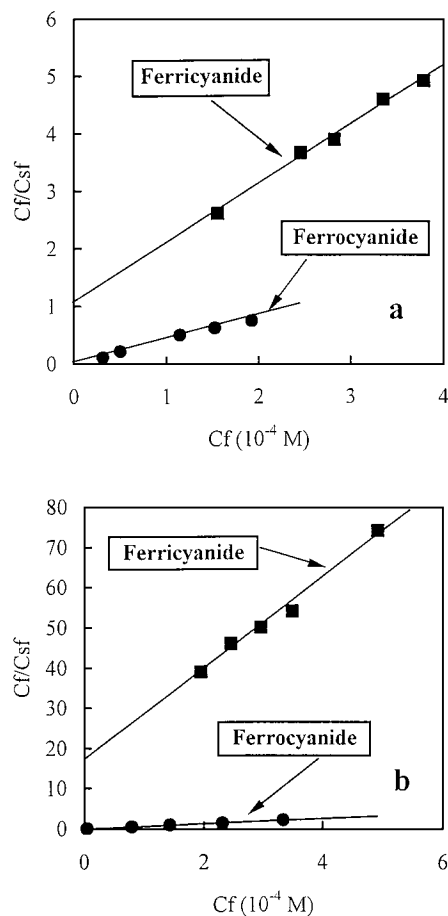 6
5
4
3
2
1
0
Cf/Csf
Ferricyanide
Ferrocyanide
a
0 1 2 3 4
Cf (10⁻⁴ M)
80
70
60
50
40
30
20
10
0
Cf/Csf
Ferricyanide
Ferrocyanide
b
0 2 4 6
Cf (10⁻⁴ M)